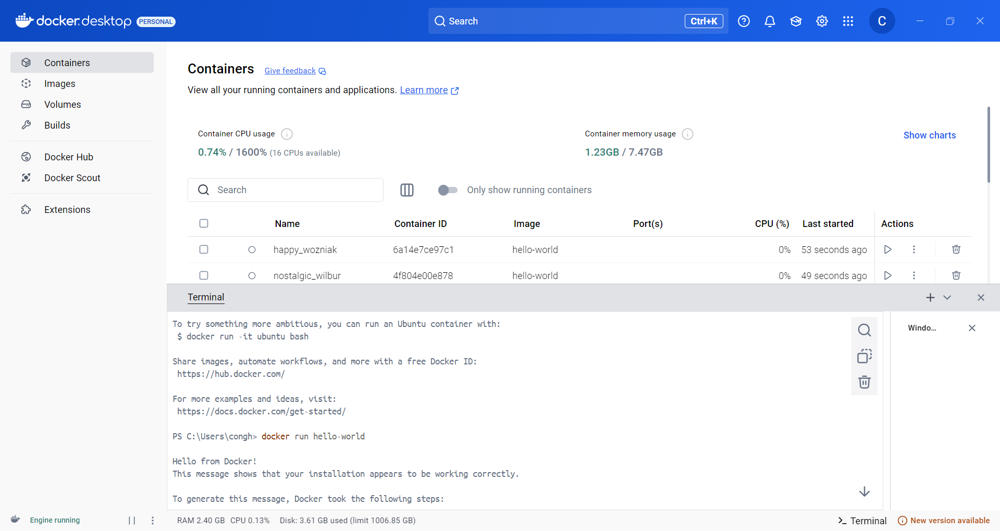 docker.desktop PERSONAL
Search Ctrl+K
C
Containers
Images
Volumes
Builds
Docker Hub
Docker Scout
Extensions
Containers Give feedback
View all your running containers and applications. Learn more
Container CPU usage
0.74% / 1600% (16 CPUs available)
Container memory usage
1.23GB / 7.47GB
Show charts
Search
Only show running containers
Name Container ID Image Port(s) CPU (%) Last started Actions
happy_wozniak 6a14e7ce97c1 hello-world 0% 53 seconds ago
nostalgic_wilbur 4f804e00e878 hello-world 0% 49 seconds ago
Terminal
To try something more ambitious, you can run an Ubuntu container with:
$ docker run -it ubuntu bash
Share images, automate workflows, and more with a free Docker ID:
https://hub.docker.com/
For more examples and ideas, visit:
https://docs.docker.com/get-started/
PS C:\Users\congh> docker run hello-world
Hello from Docker!
This message shows that your installation appears to be working correctly.
To generate this message, Docker took the following steps:
Windo...
Engine running
RAM 2.40 GB CPU 0.13% Disk: 3.61 GB used (limit 1006.85 GB)
Terminal
New version available